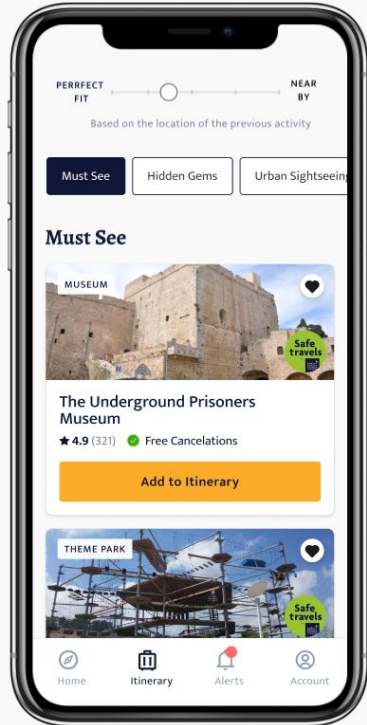 PERRFECT FIT
NEAR BY
Based on the location of the previous activity
Must See
Hidden Gems
Urban Sightseeing
Must See
MUSEUM
Safe travels
The Underground Prisoners
Museum
4.9 (321) Free Cancelations
Add to Itinerary
THEME PARK
Safe travels
Home
Itinerary
Alerts
Account